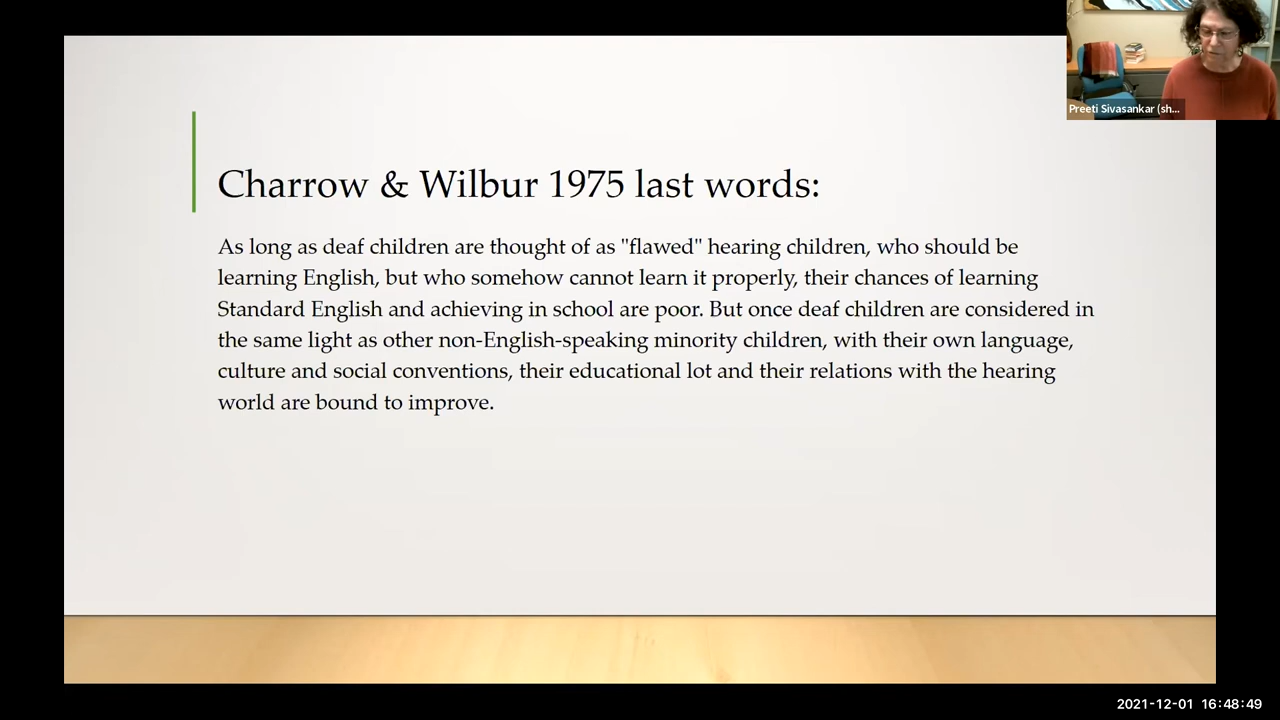 Preeti Sivasankar (sh...
Charrow & Wilbur 1975 last words:
As long as deaf children are thought of as "flawed" hearing children, who should be
learning English, but who somehow cannot learn it properly, their chances of learning
Standard English and achieving in school are poor. But once deaf children are considered in
the same light as other non-English-speaking minority children, with their own language,
culture and social conventions, their educational lot and their relations with the hearing
world are bound to improve.
2021-12-01 16:48:49